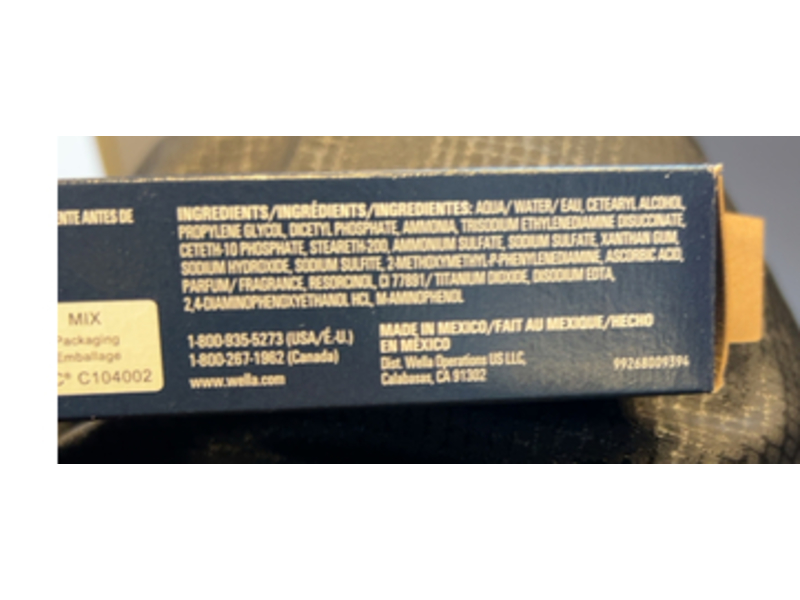 ENTE ANTES DE
INGREDIENTS/INGRÉDIENTS/INGREDIENTES: AQUA/ WATER/ EAU, CETEARYL ALCOHOL
PROPYLENE GLYCOL, DICETYL PHOSPHATE, AMMONIA, TRISODIUM ETHYLENEDIAMINE DISUCCINATE,
CETETH-10 PHOSPHATE, STEARETH-200, AMMONIUM SULFATE, SODIUM SULFATE, XANTHAN GUM,
SODIUM HYDROXIDE, SODIUM SULFITE, 2-METHOXYMETHYL-P-PHENYLENEDIAMINE, ASCORBIC ACID,
PARFUM/ FRAGRANCE, RESORCINOL, CI 77891/ TITANIUM DIOXIDE, DISODIUM EDTA,
2,4-DIAMINOPHENOXYETHANOL HCL, M-AMINOPHENOL
MIX
Packaging
Emballage
C® C104002
1-800-935-5273 (USA/É.-U.)
1-800-267-1962 (Canada)
www.wella.com
MADE IN MEXICO/FAIT AU MEXIQUE/HECHO
EN MÉXICO
Dist. Wella Operations US LLC,
Calabasas, CA 91302
99268009394